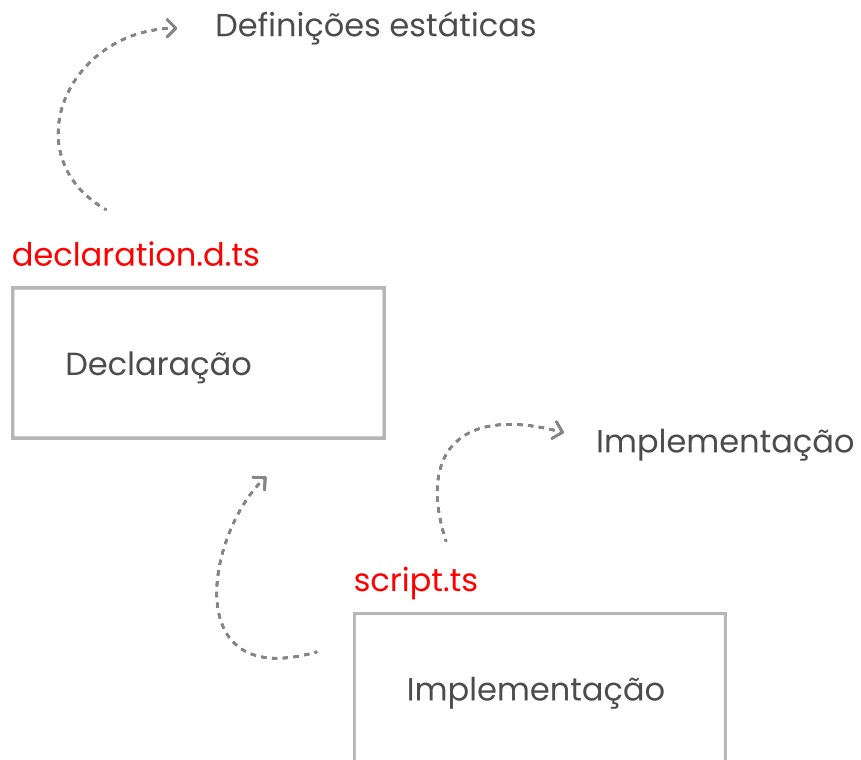 Definições estáticas
declaration.d.ts
Declaração
Implementação
script.ts
Implementação